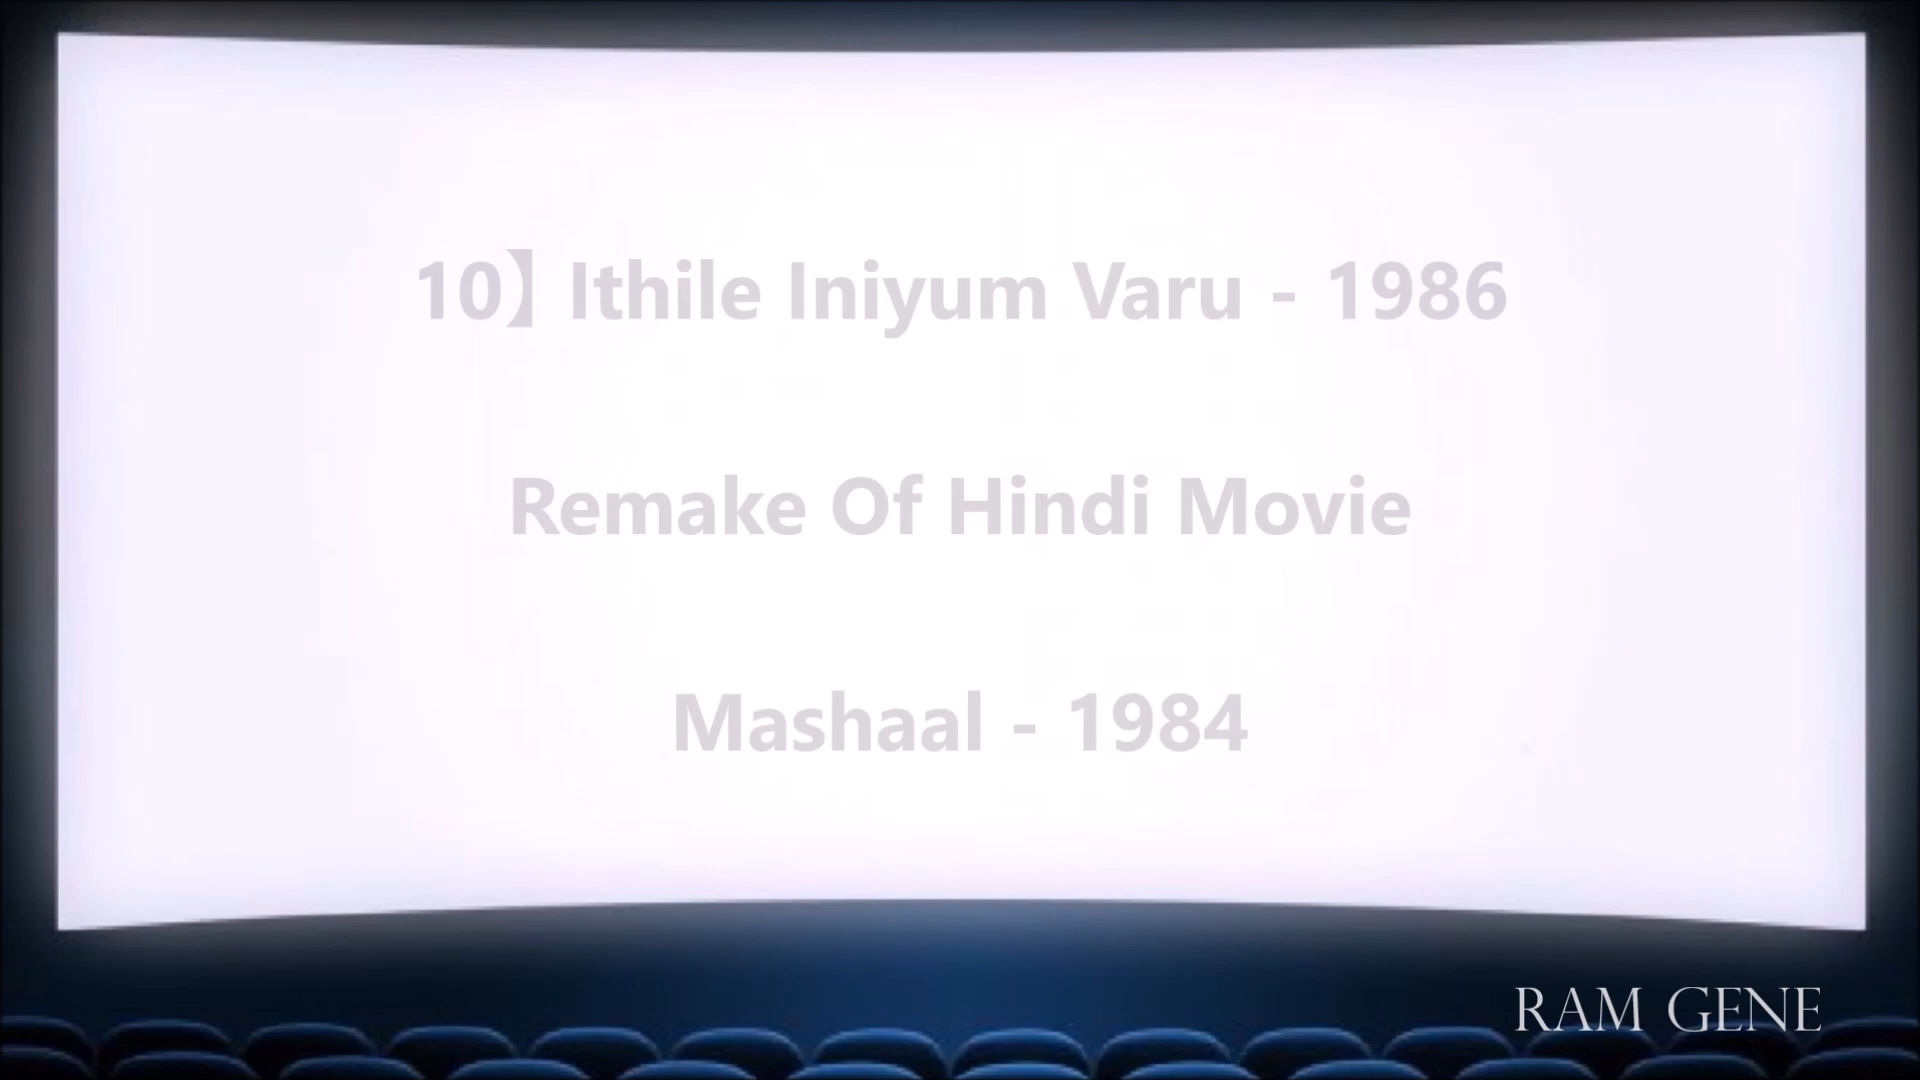 10】 Ithile Iniyum Varu - 1986
Remake Of Hindi Movie
Mashaal - 1984
RAM GENE